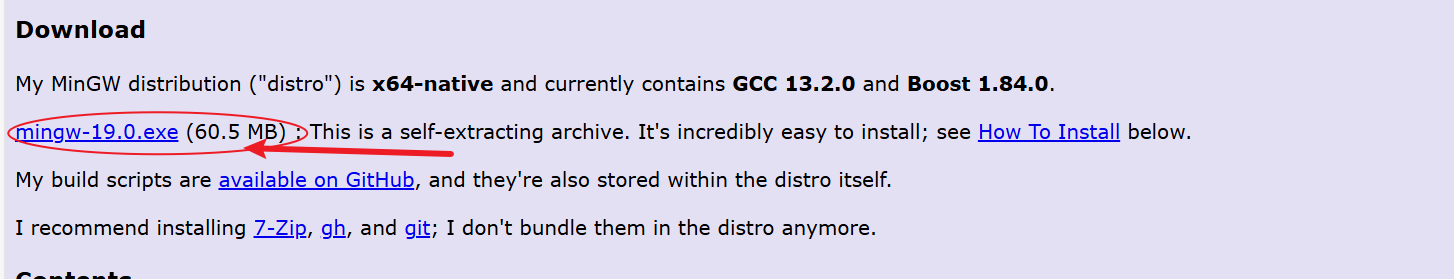 Download
My MinGW distribution ("distro") is x64-native and currently contains GCC 13.2.0 and Boost 1.84.0.
mingw-19.0.exe (60.5 MB) : This is a self-extracting archive. It's incredibly easy to install; see How To Install below.
My build scripts are available on GitHub, and they're also stored within the distro itself.
I recommend installing 7-Zip, gh, and git; I don't bundle them in the distro anymore.
Contents